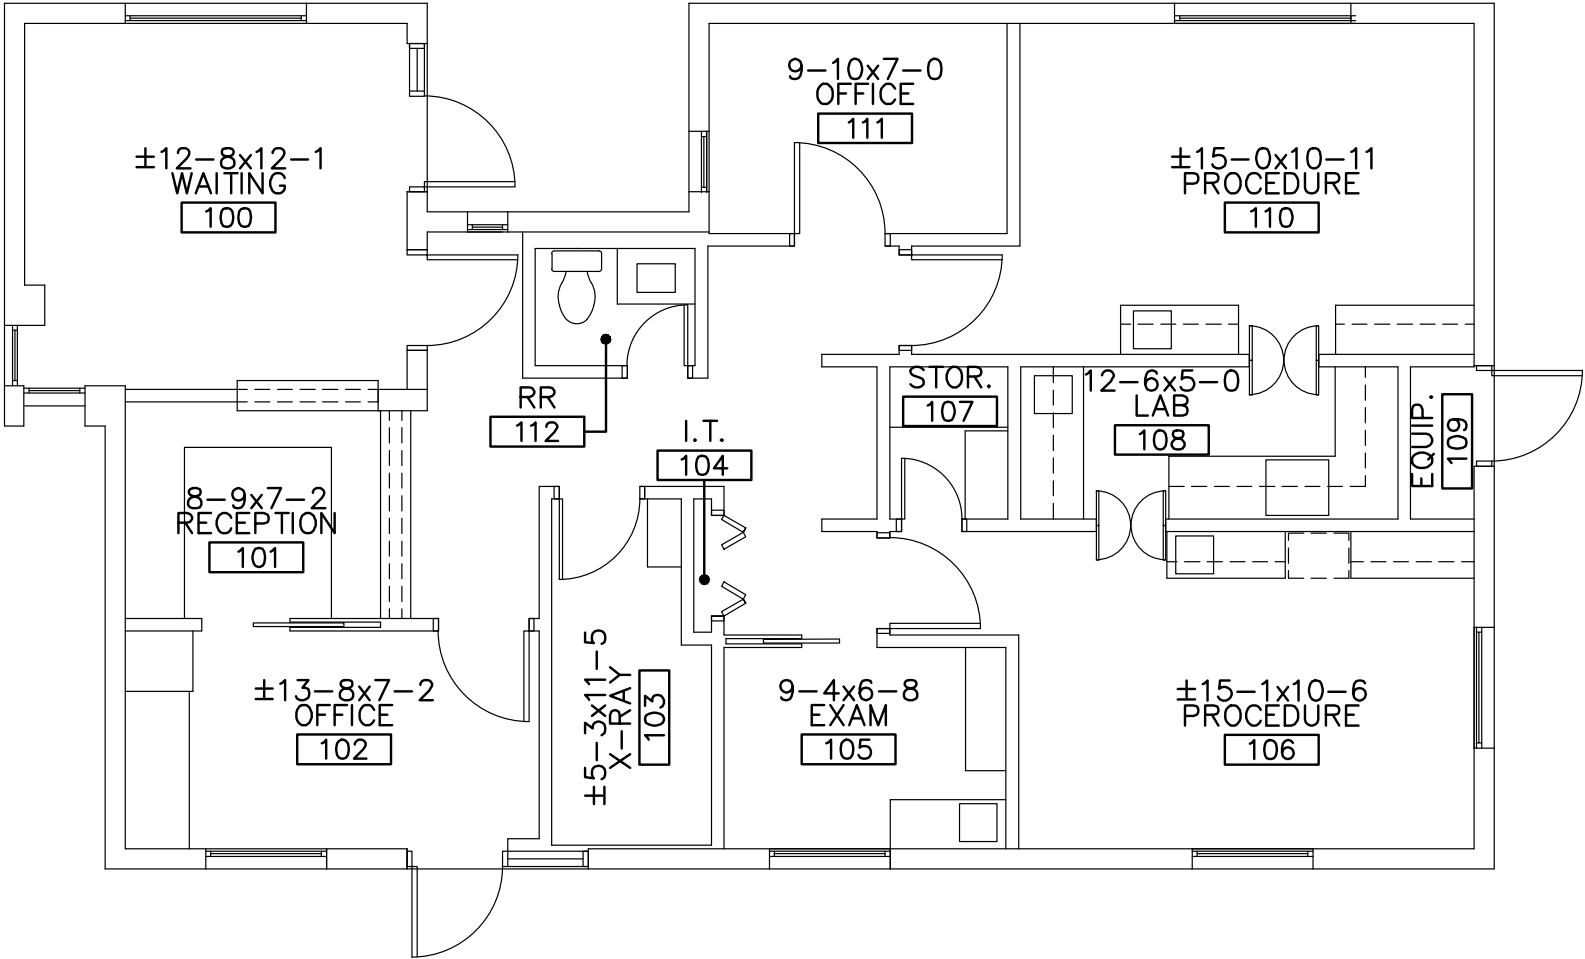 ±12-8x12-1
WAITING
100
9-10x7-0
OFFICE
111
±15-0x10-11
PROCEDURE
110
RR
112
I.T.
104
STOR.
107
12-6x5-0
LAB
108
EQUIP.
109
8-9x7-2
RECEPTION
101
±13-8x7-2
OFFICE
102
±5-3x11-5
X-RAY
103
9-4x6-8
EXAM
105
±15-1x10-6
PROCEDURE
106